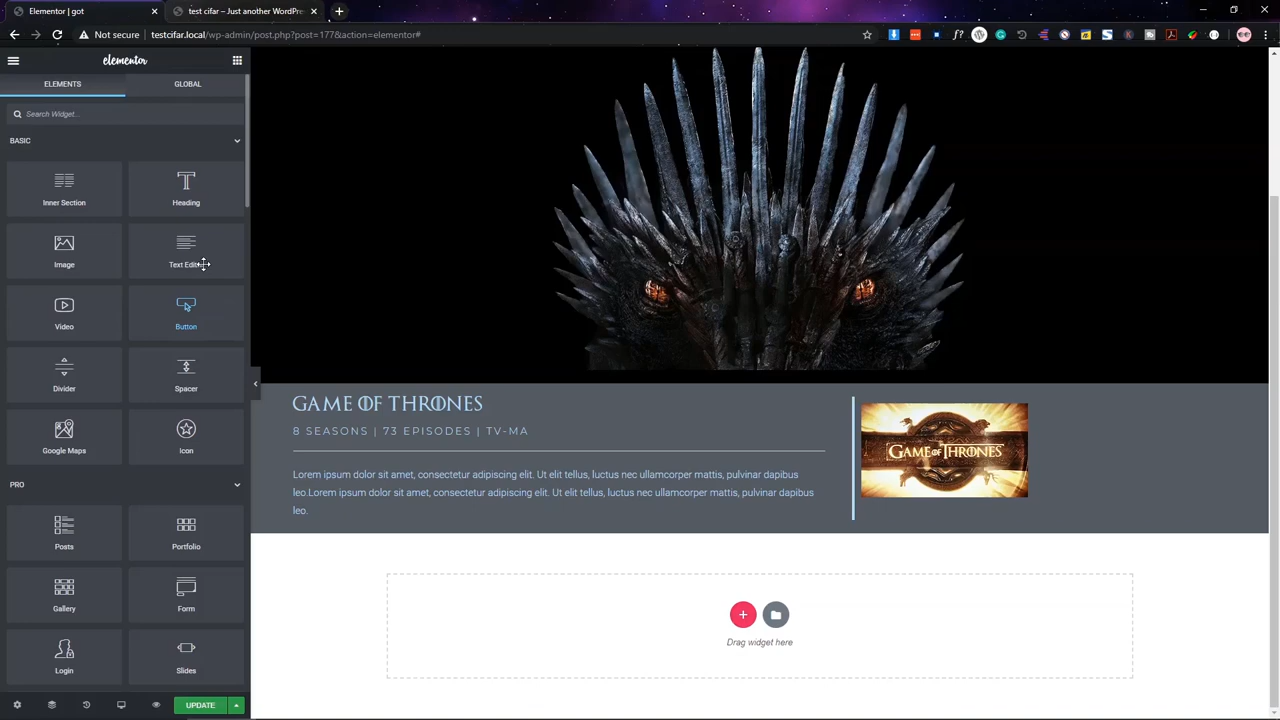 Elementor | got
test cifar – Just another WordPre
Not secure
testcifar.local/wp-admin/post.php?post=177&action=elementor#
elementor
ELEMENTS
GLOBAL
Search Widget...
BASIC
Inner Section
Heading
Image
Text Edit
Video
Button
Divider
Spacer
Google Maps
Icon
PRO
Posts
Portfolio
Gallery
Form
Login
Slides
UPDATE
GAME OF THRONES
8 SEASONS | 73 EPISODES | TV-MA
Lorem ipsum dolor sit amet, consectetur adipiscing elit. Ut elit tellus, luctus nec ullamcorper mattis, pulvinar dapibus
leo.Lorem ipsum dolor sit amet, consectetur adipiscing elit. Ut elit tellus, luctus nec ullamcorper mattis, pulvinar dapibus
leo.
GAME OF THRONES
Drag widget here